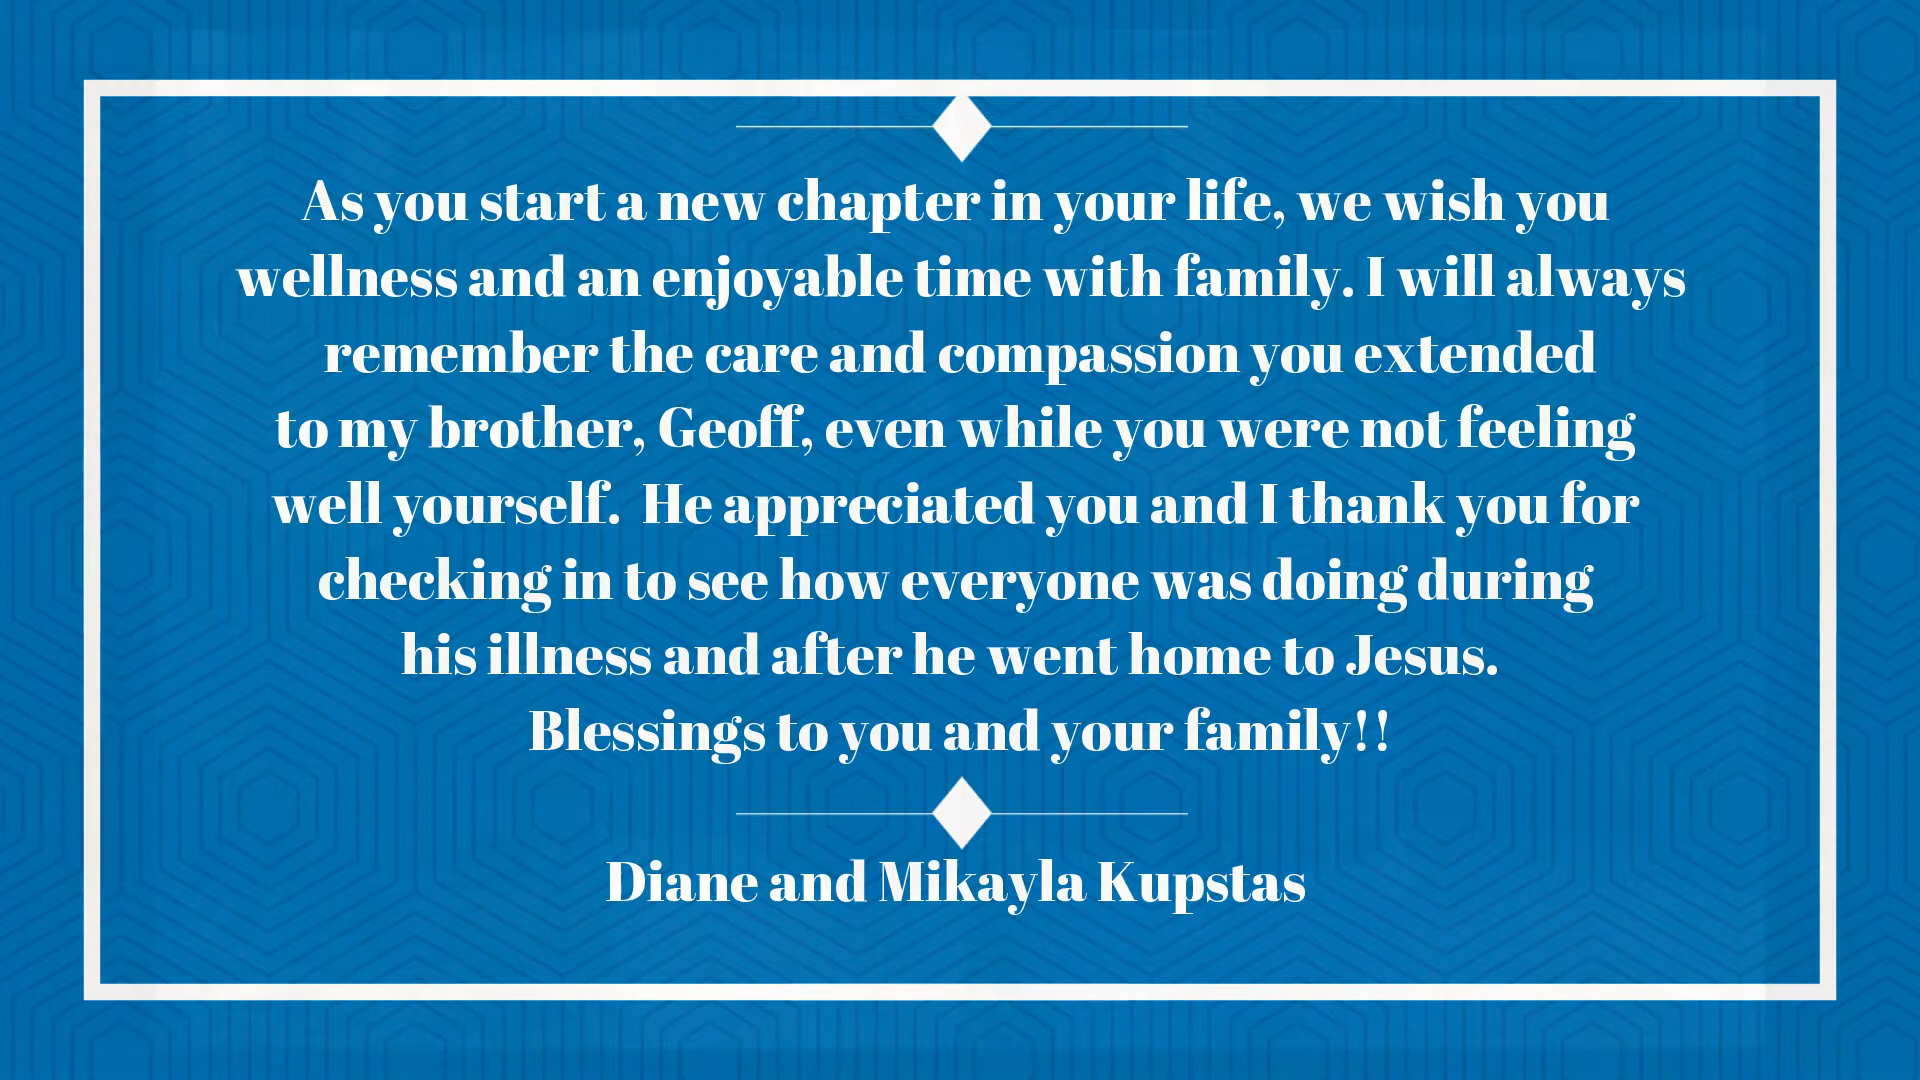 As you start a new chapter in your life, we wish you
wellness and an enjoyable time with family. I will always
remember the care and compassion you extended
to my brother, Geoff, even while you were not feeling
well yourself.  He appreciated you and I thank you for
checking in to see how everyone was doing during
his illness and after he went home to Jesus.
Blessings to you and your family!!
Diane and Mikayla Kupstas